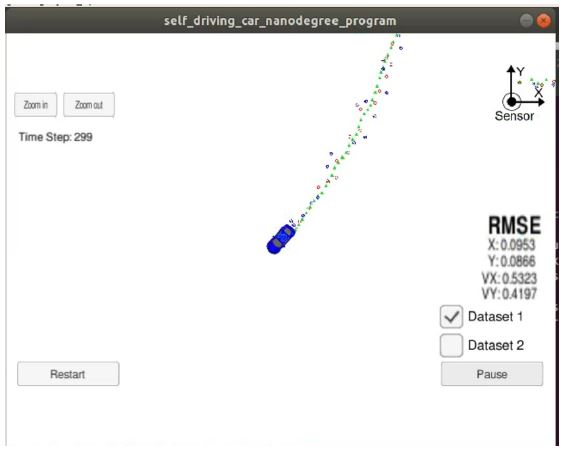 self_driving_car_nanodegree_program
Zoom in
Zoom out
Time Step: 299
Y
X
Sensor
RMSE
X: 0.0953
Y: 0.0866
VX: 0.5323
VY: 0.4197
Dataset 1
Dataset 2
Restart
Pause